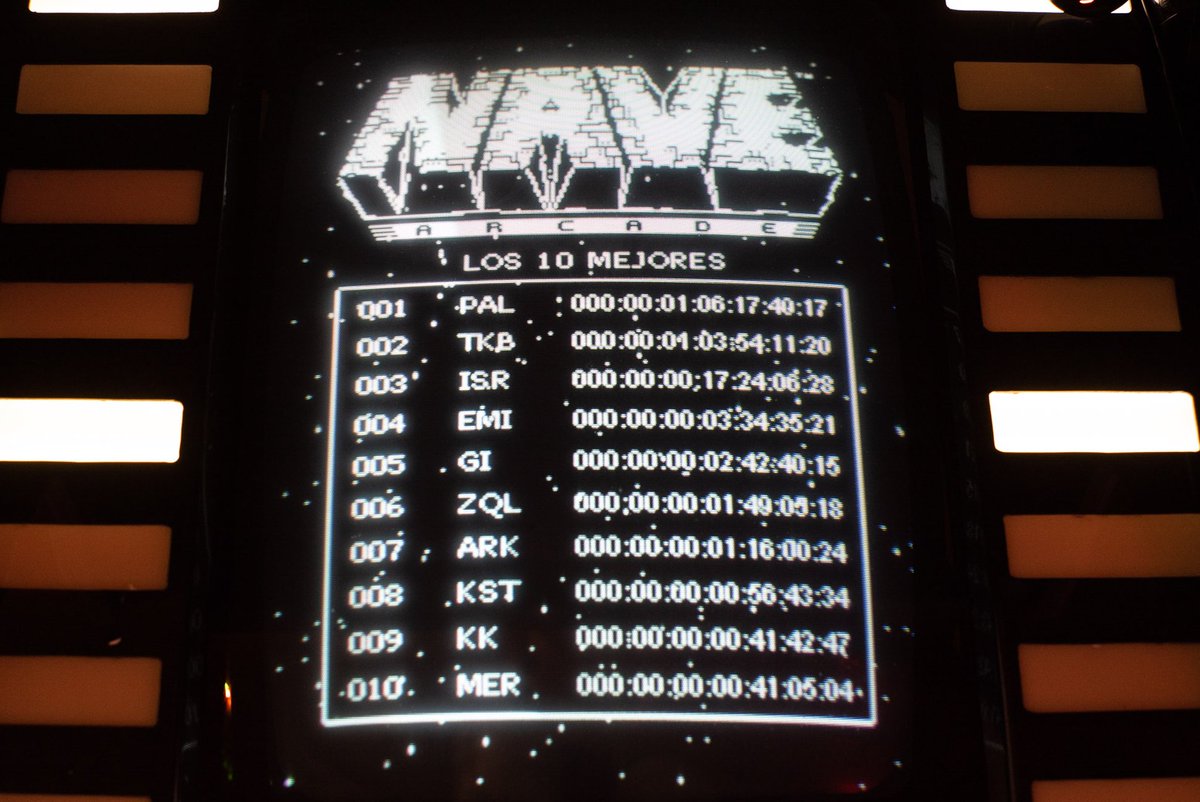 NAVE
ARCADE
LOS 10 MEJORES
001 PAL 000:00:01:06:17:40:17
002 TKB 000:00:01:03:54:11:20
003 ISR 000:00:00:17:24:06:28
004 EMI 000:00:00:03:34:35:21
005 GI 000:00:00:02:42:40:15
006 ZQL 000:00:00:01:49:05:18
007 ARK 000:00:00:01:16:00:24
008 KST 000:00:00:00:56:43:34
009 KK 000:00:00:00:41:42:47
010 MER 000:00:00:00:41:05:04